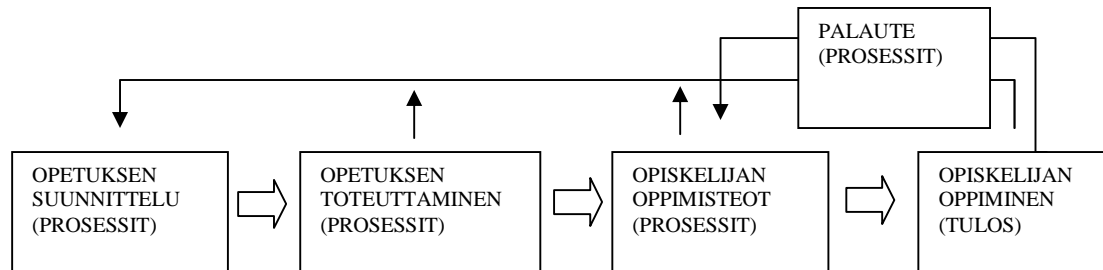 PALAUTE
(PROSESSIT)
OPETUKSEN
SUUNNITTELU
(PROSESSIT)
OPETUKSEN
TOTEUTTAMINEN
(PROSESSIT)
OPISKELIJAN
OPPIMISTEOT
(PROSESSIT)
OPISKELIJAN
OPPIMINEN
(TULOS)